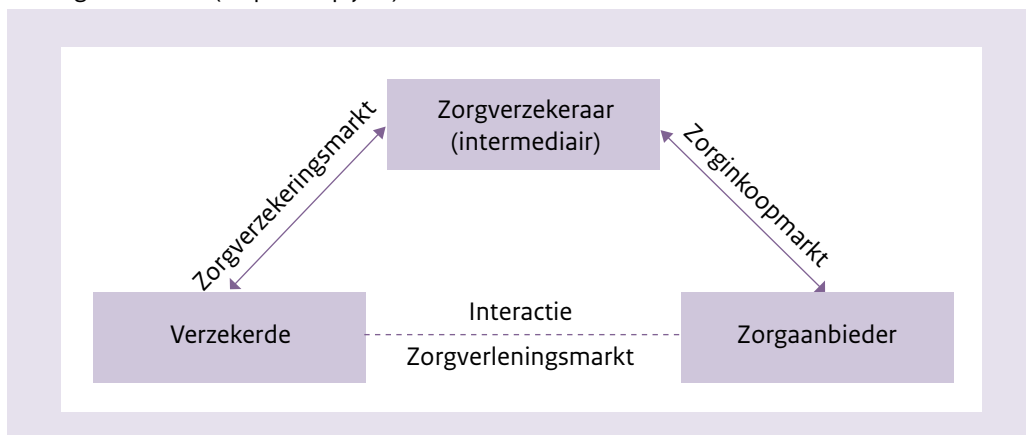 Zorgverzekeraar
(intermediair)
Zorgverzekeringsmarkt
Zorginkoopmarkt
Verzekerde
Interactie
Zorgverleningsmarkt
Zorgaanbieder